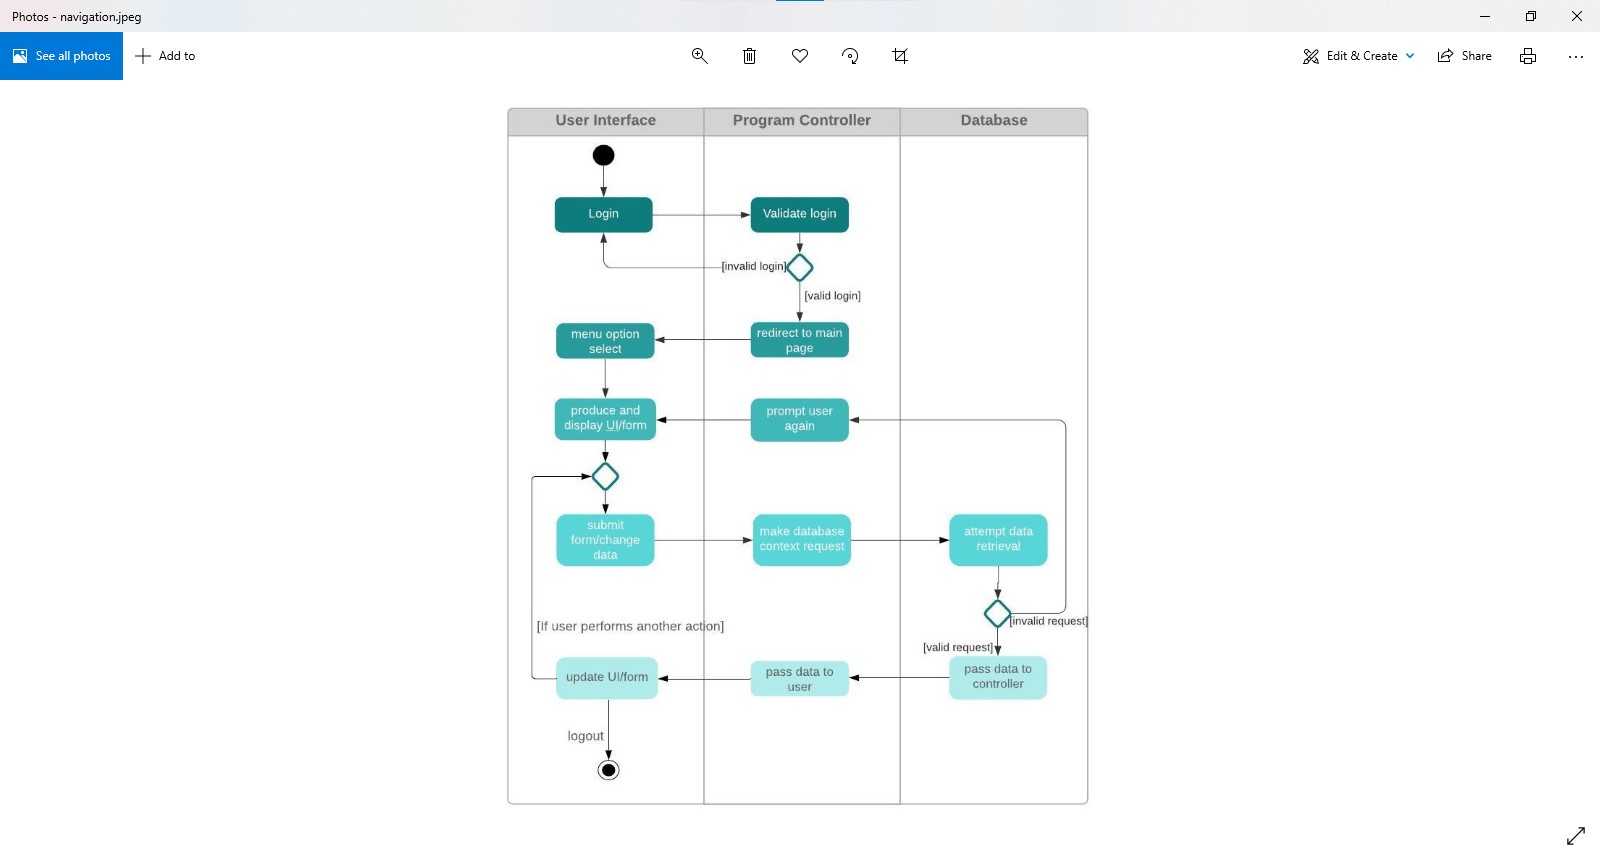 Photos - navigation.jpeg
See all photos
Add to
Edit & Create
Share
User Interface
Program Controller
Database
Login
Validate login
[invalid login]
[valid login]
menu option
select
redirect to main
page
produce and
display UI/form
prompt user
again
submit
form/change
data
make database
context request
attempt data
retrieval
[If user performs another action]
[invalid request]
[valid request]
update UI/form
pass data to
user
pass data to
controller
logout